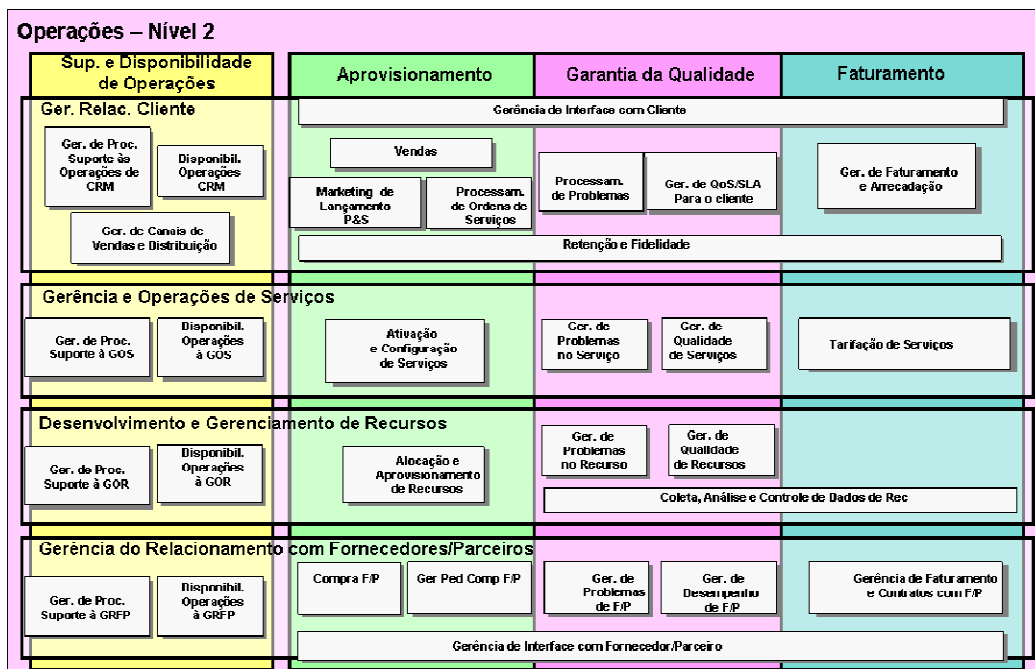 Operações – Nível 2
Sup. e Disponibilidade
de Operações
Aprovisionamento
Garantia da Qualidade
Faturamento
Ger. Relac. Cliente
Gerência de Interface com Cliente
Ger. de Proc.
Suporte às
Operações de
CRM
Disponibil.
Operações
CRM
Ger. de Canais de
Vendas e Distribuição
Vendas
Marketing de
Lançamento
P&S
Processam.
de Ordens de
Serviços
Processam.
de Problemas
Ger. de QoS/SLA
Para o cliente
Ger. de Faturamento
e Arrecadação
Retenção e Fidelidade
Gerência e Operações de Serviços
Ger. de Proc.
Suporte à GOS
Disponibil.
Operações
à GOS
Ativação
e Configuração
de Serviços
Ger. de
Problemas
no Serviço
Ger. de
Qualidade
de Serviços
Tarifação de Serviços
Desenvolvimento e Gerenciamento de Recursos
Ger. de Proc.
Suporte à GOR
Disponibil.
Operações
à GOR
Alocação e
Aprovisionamento
de Recursos
Ger. de
Problemas
no Recurso
Ger. de
Qualidade
de Recursos
Coleta, Análise e Controle de Dados de Rec
Gerência do Relacionamento com Fornecedores/Parceiros
Ger. de Proc.
Suporte à GRFP
Disponibil.
Operações
à GRFP
Compra F/P
Ger Ped Comp F/P
Ger. de
Problemas
de F/P
Ger. de
Desempenho
de F/P
Gerência de Faturamento
e Contratos com F/P
Gerência de Interface com Fornecedor/Parceiro